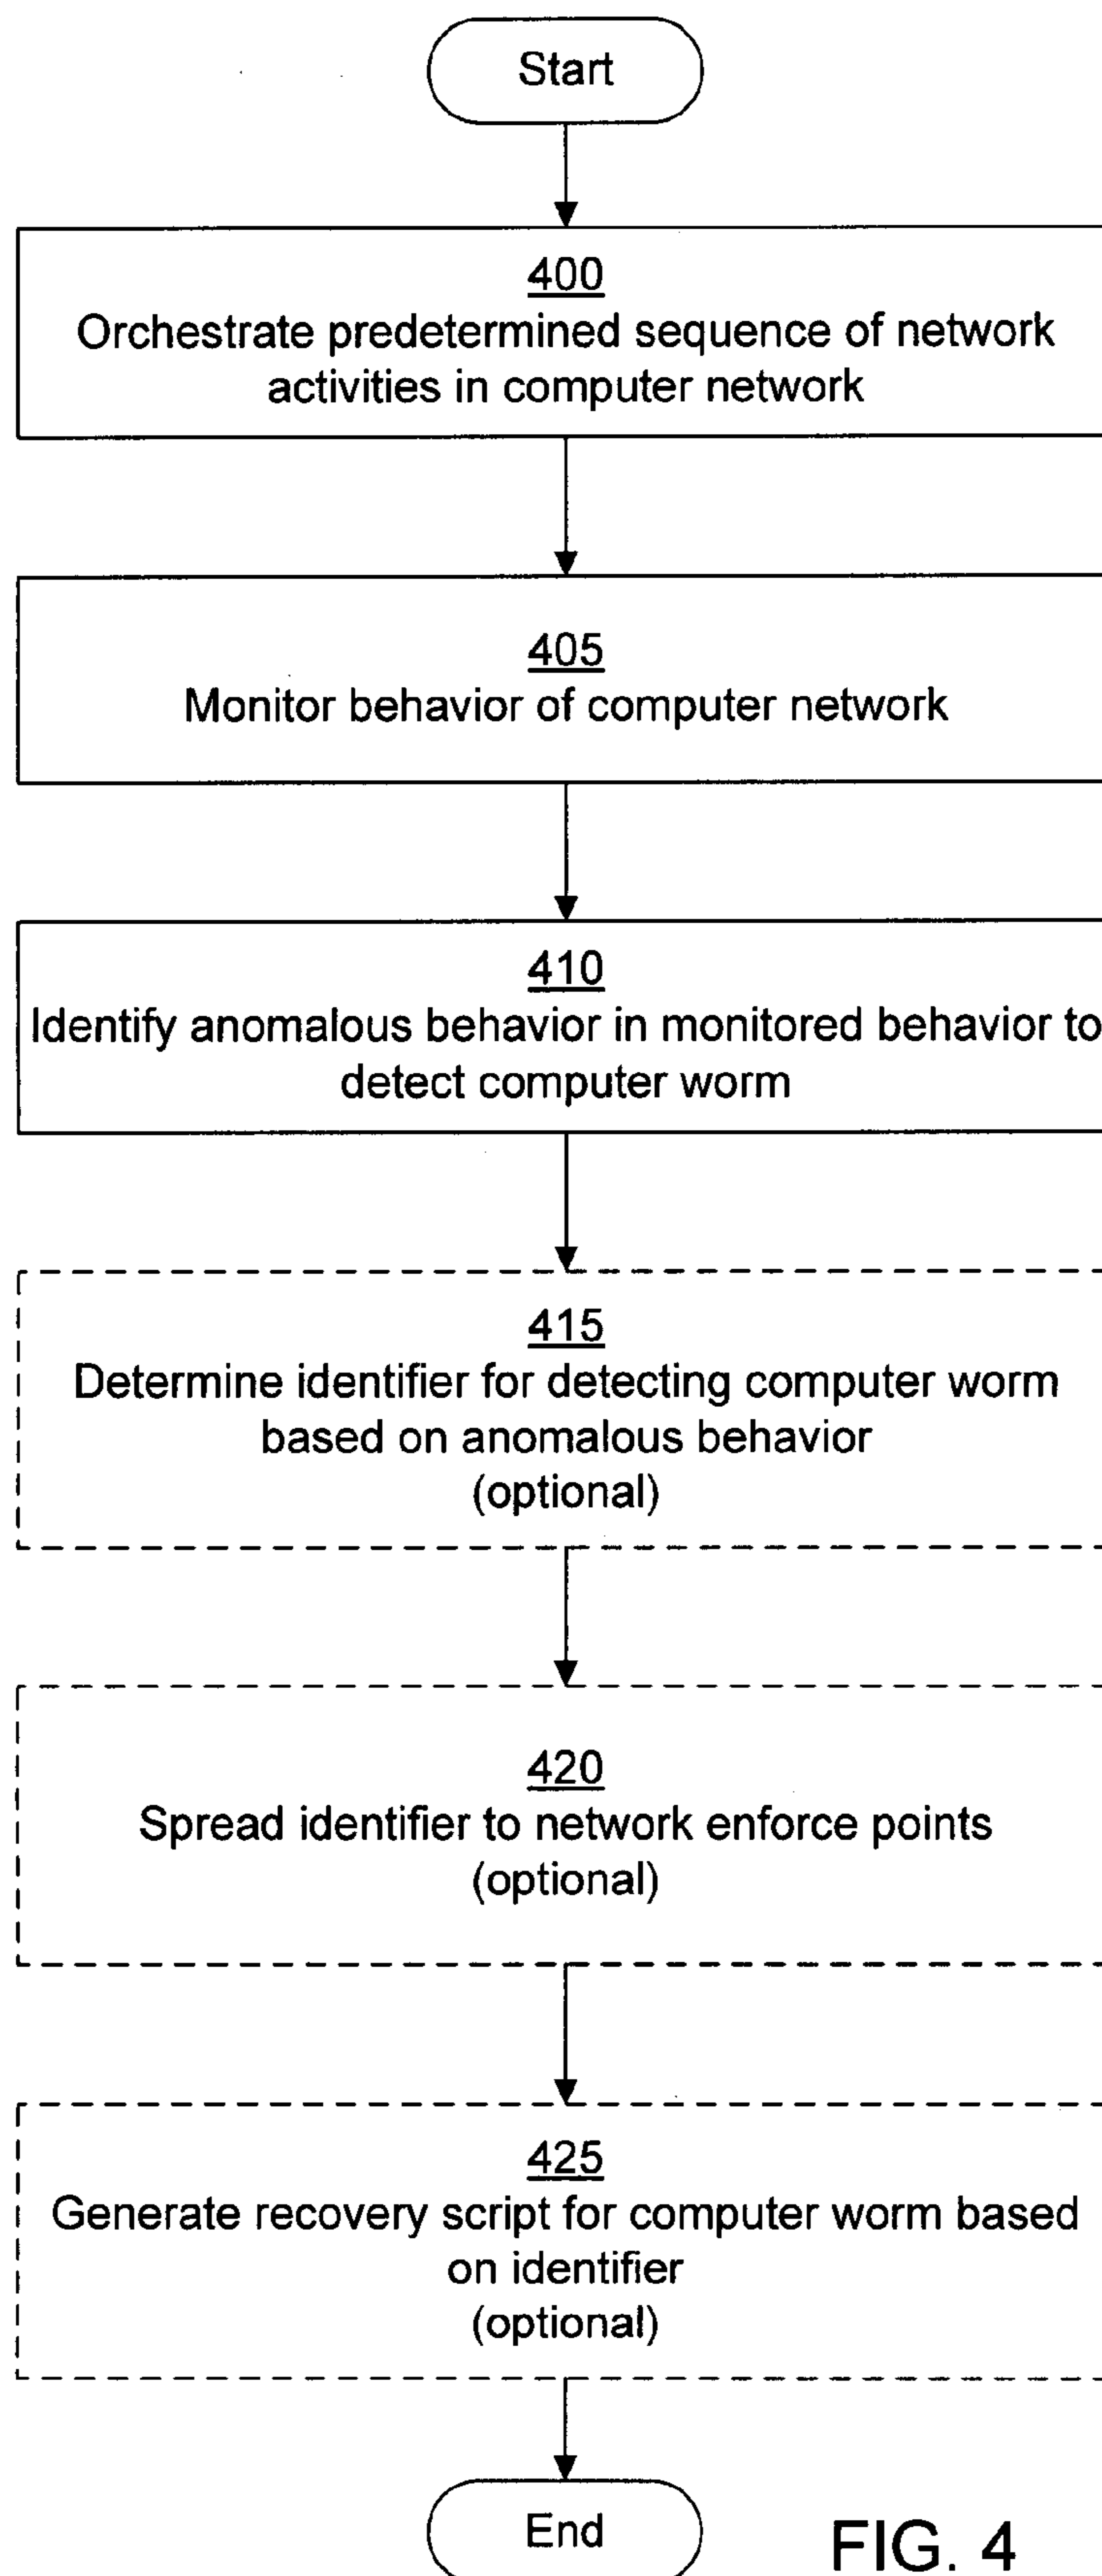 Start
400
Orchestrate predetermined sequence of network
activities in computer network
405
Monitor behavior of computer network
410
Identify anomalous behavior in monitored behavior to
detect computer worm
415
Determine identifier for detecting computer worm
based on anomalous behavior
(optional)
420
Spread identifier to network enforce points
(optional)
425
Generate recovery script for computer worm based
on identifier
(optional)
End
FIG. 4